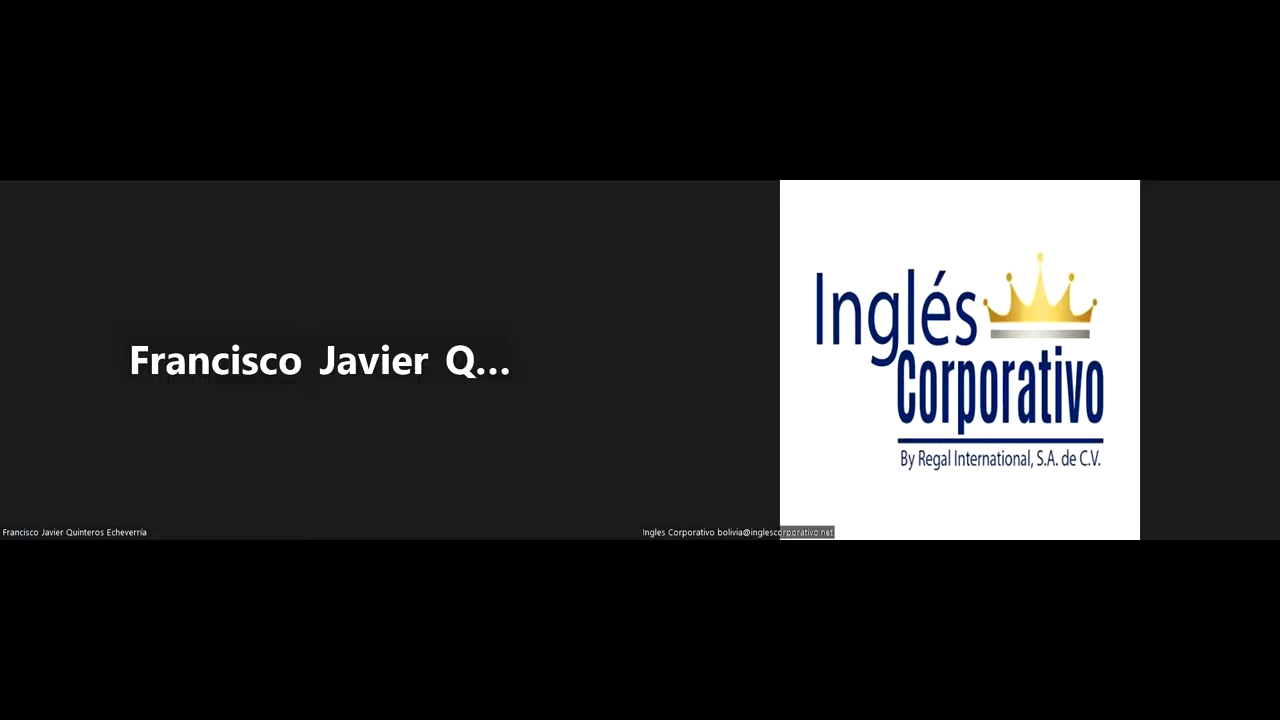 Francisco Javier Q...
Inglés
Corporativo
By Regal International, S.A. de C.V.
Francisco Javier Quinteros Echeverría
Ingles Corporativo bolivia@inglescorporativo.net